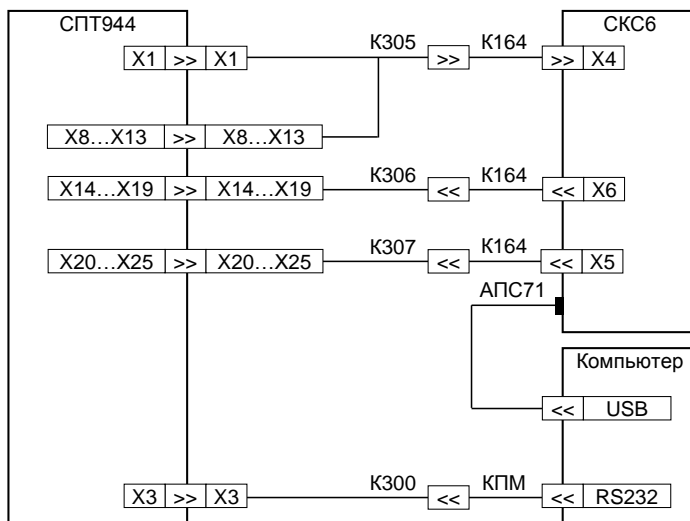 СПТ944 СКС6
К305 К164
X1 >> X1 >> >> X4
X8...X13 >> X8...X13
К306 К164
X14...X19 >> X14...X19 << << X6
К307 К164
X20...X25 >> X20...X25 << << X5
АПС71
Компьютер
<< USB
К300 КПМ
X3 >> X3 << << RS232